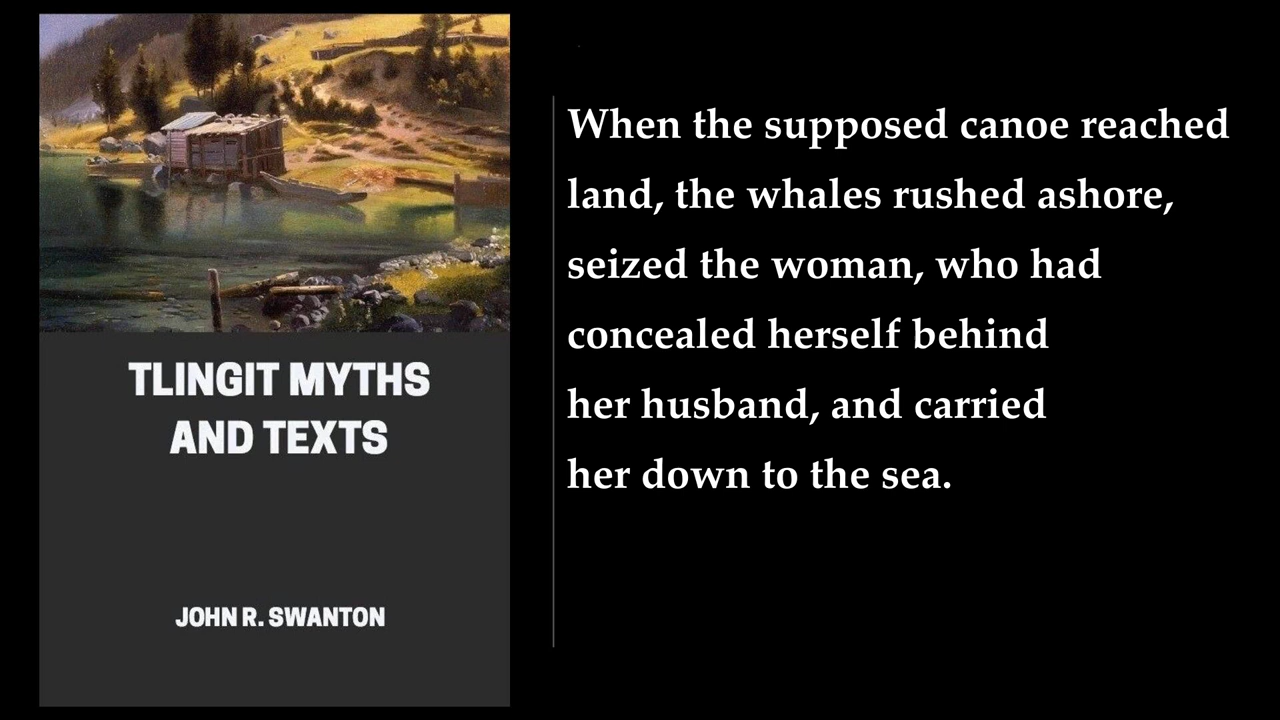 TLINGIT MYTHS
AND TEXTS
JOHN R. SWANTON
When the supposed canoe reached
land, the whales rushed ashore,
seized the woman, who had
concealed herself behind
her husband, and carried
her down to the sea.